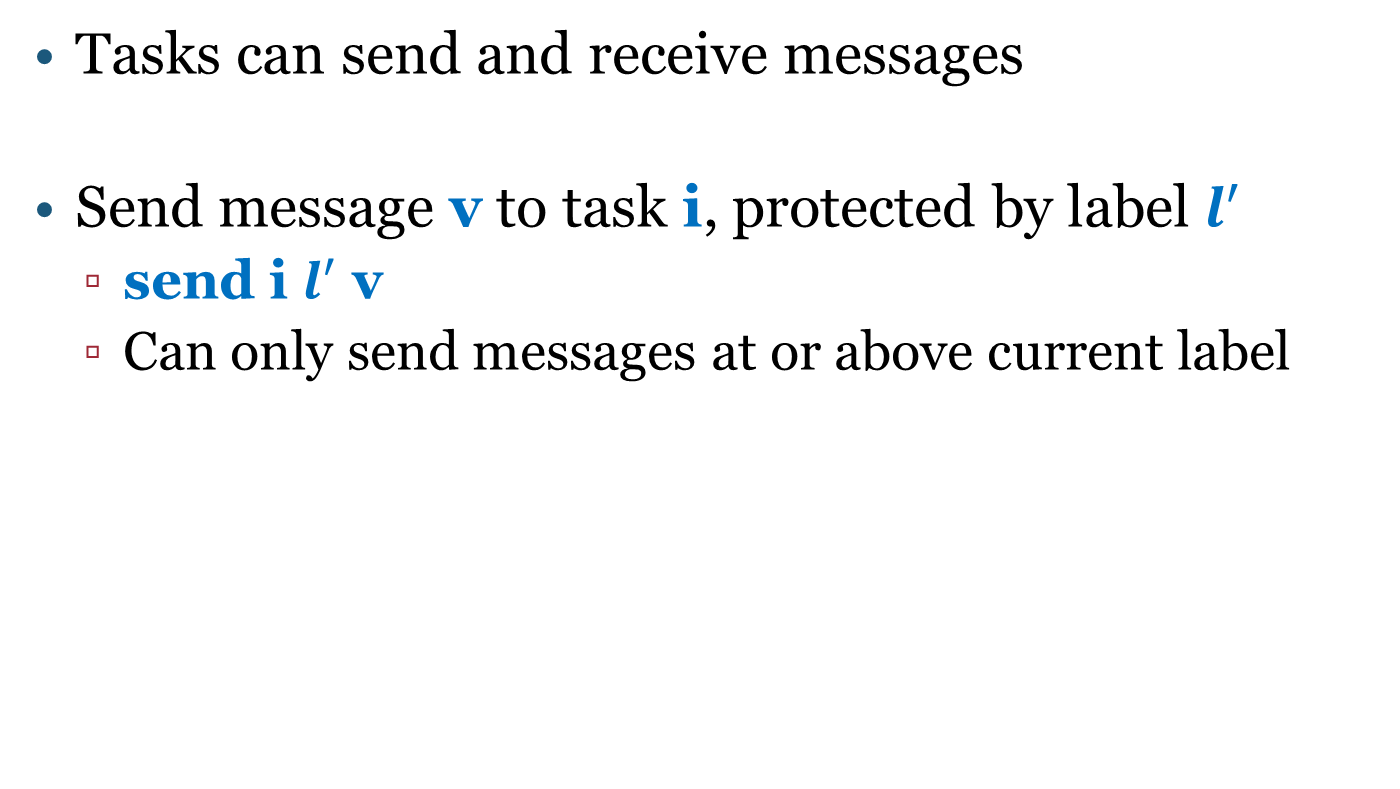 • Tasks can send and receive messages
• Send message v to task i, protected by label l′
▫ send i l′ v
▫ Can only send messages at or above current label